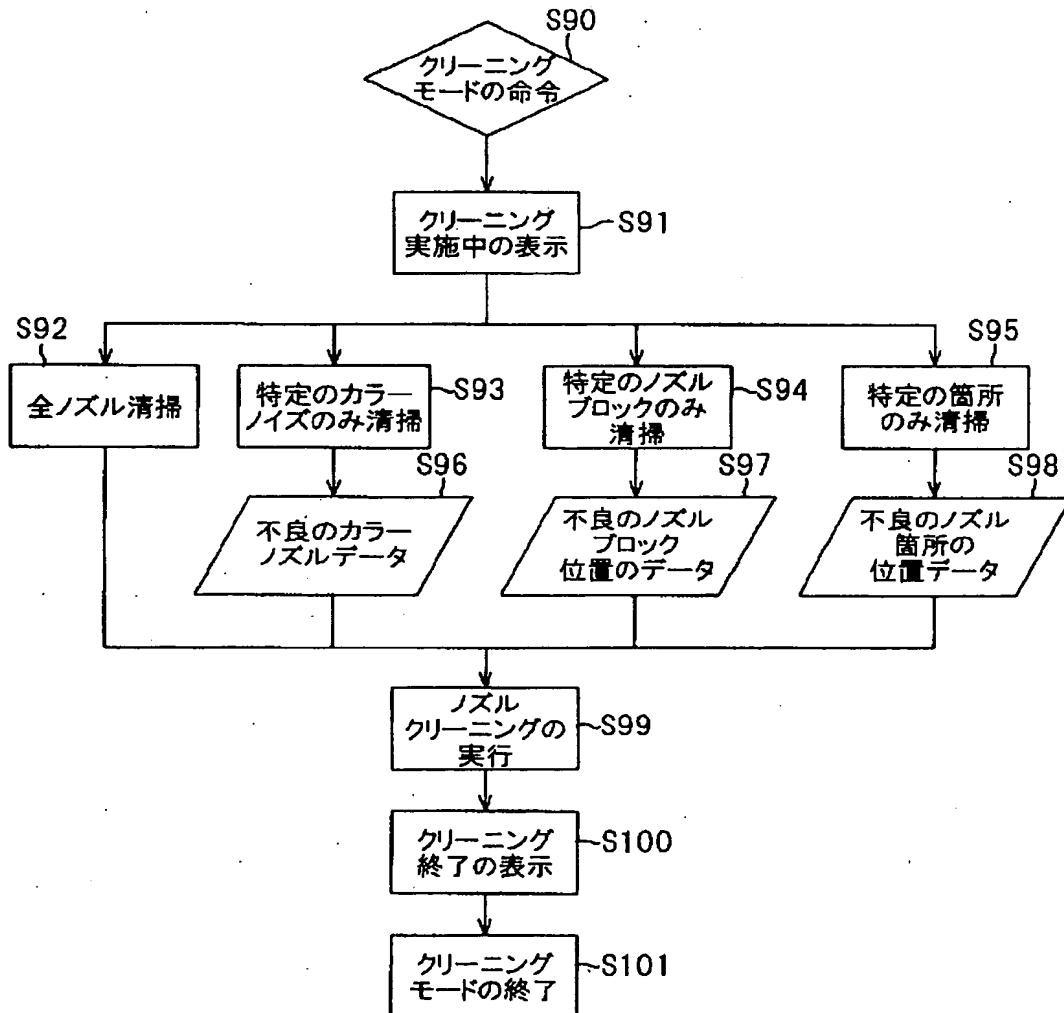 S90
クリーニング
モードの命令
クリーニング
実施中の表示
S91
S92
全ノズル清掃
特定のカラー
ノイズのみ清掃
S93
特定のノズル
ブロックのみ
清掃
S94
S95
特定の箇所
のみ清掃
S96
不良のカラー
ノズルデータ
S97
不良のノズル
ブロック
位置のデータ
S98
不良のノズル
箇所の
位置データ
ノズル
クリーニングの
実行
S99
クリーニング
終了の表示
S100
クリーニング
モードの終了
S101